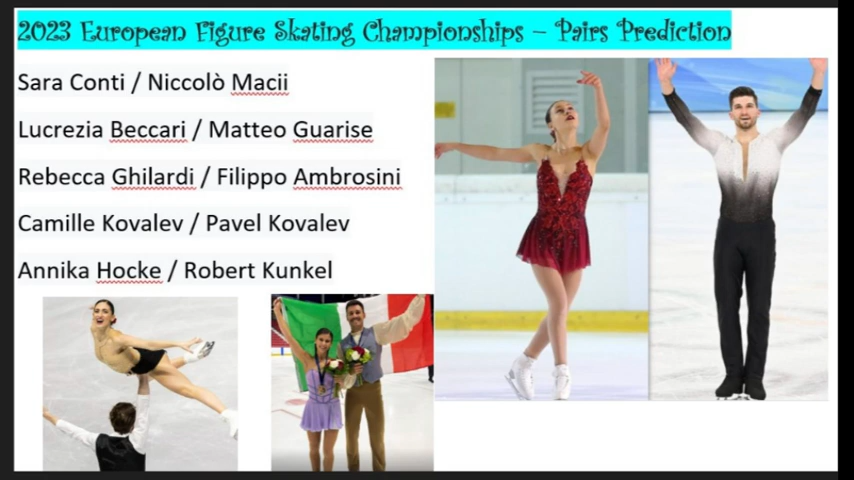 2023 European Figure Skating Championships – Pairs Prediction
Sara Conti / Niccolò Macii
Lucrezia Beccari / Matteo Guarise
Rebecca Ghilardi / Filippo Ambrosini
Camille Kovalev / Pavel Kovalev
Annika Hocke / Robert Kunkel